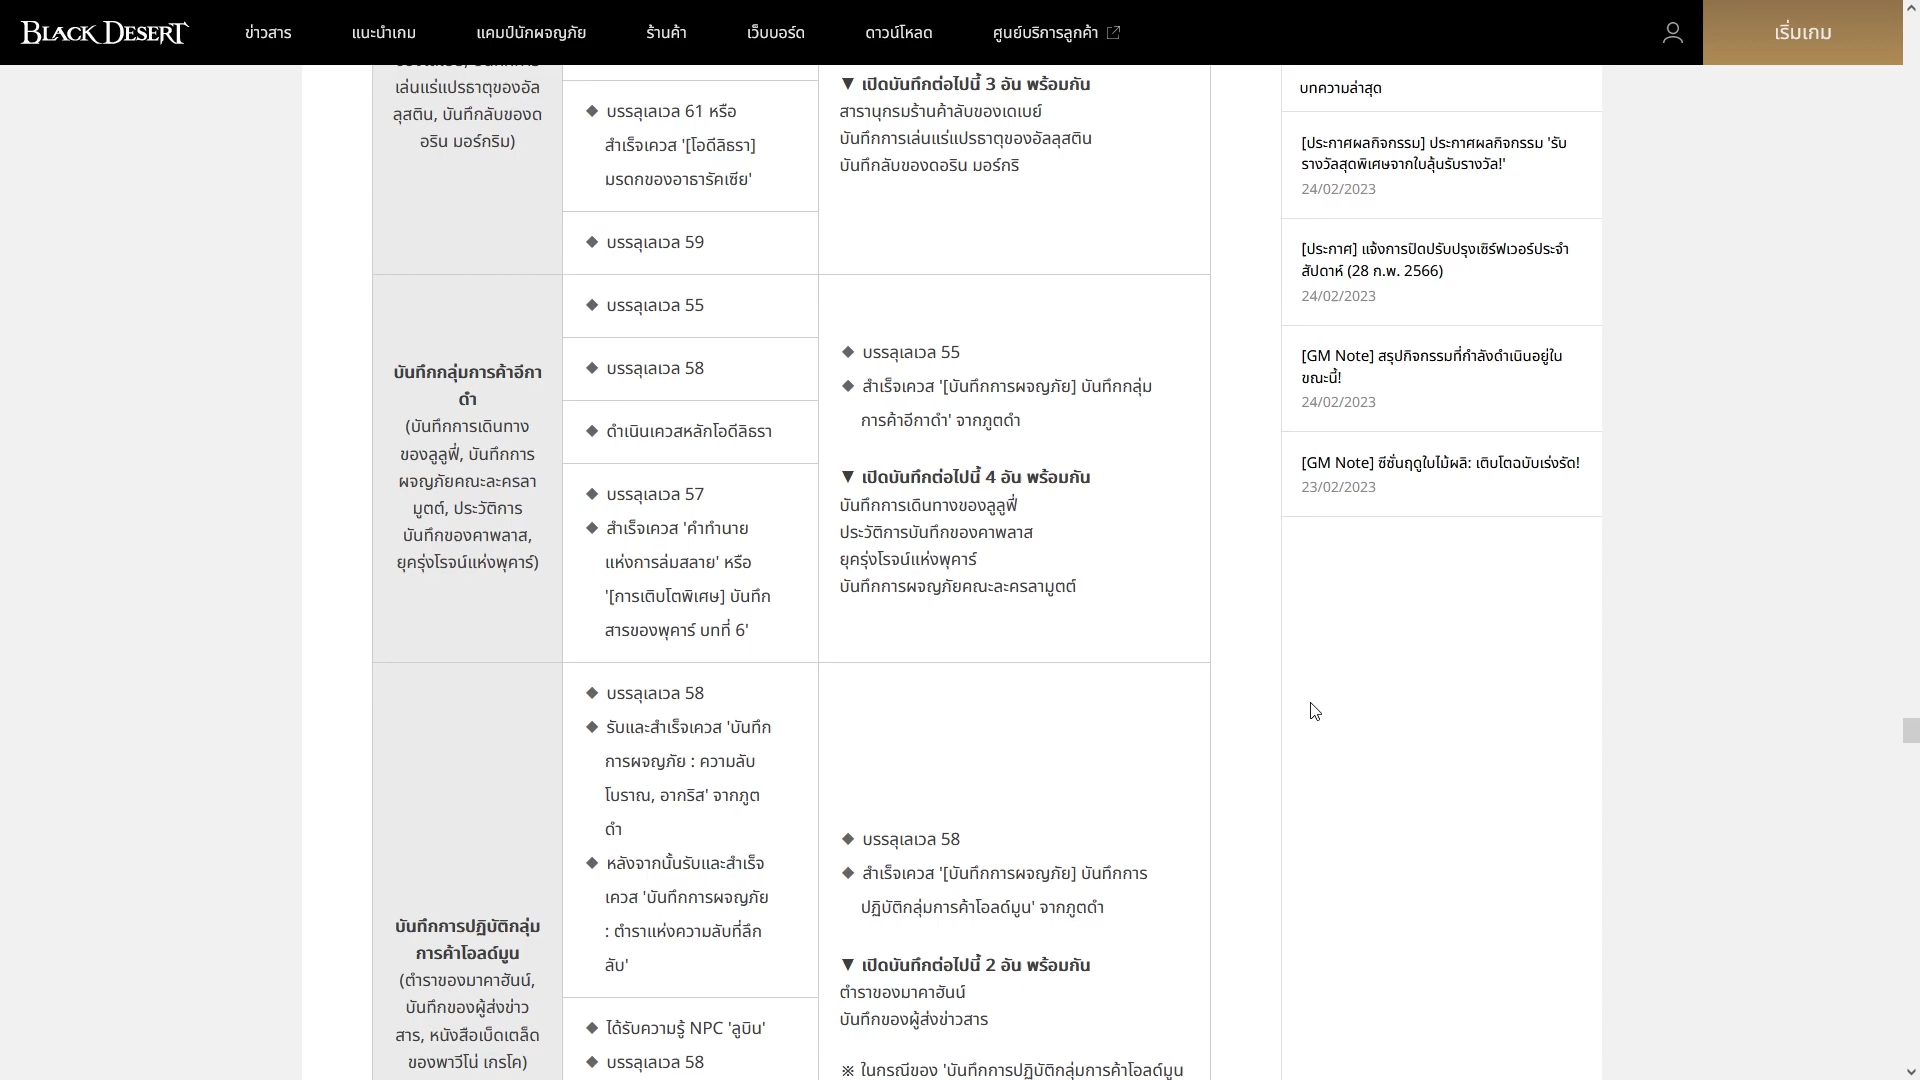 BLACK DESERT
ข่าวสาร
แนะนำเกม
แคมป์นักผจญภัย
ร้านค้า
เว็บบอร์ด
ดาวน์โหลด
ศูนย์บริการลูกค้า
เริ่มเกม
เล่นแร่แปรธาตุของอัล
ลุสติน, บันทึกลับของด
อริน มอร์กริม)
◆ บรรลุเลเวล 61 หรือ
สำเร็จเควส '[โอดีลิธรา]
มรดกของอาธารัคเซีย'
◆ บรรลุเลเวล 59
▼ เปิดบันทึกต่อไปนี้ 3 อัน พร้อมกัน
สารานุกรมร้านค้าลับของเดเบย์
บันทึกการเล่นแร่แปรธาตุของอัลลุสติน
บันทึกลับของดอริน มอร์กริ
บันทึกกลุ่มการค้าอีกา
ดำ
(บันทึกการเดินทาง
ของลูลูฟี่, บันทึกการ
ผจญภัยคณะละครลา
มูตต์, ประวัติการ
บันทึกของคาพลาส,
ยุครุ่งโรจน์แห่งพุคาร์)
◆ บรรลุเลเวล 55
◆ บรรลุเลเวล 58
◆ ดำเนินเควสหลักโอดีลิธรา
◆ บรรลุเลเวล 57
◆ สำเร็จเควส 'คำทำนาย
แห่งการล่มสลาย' หรือ
'[การเติบโตพิเศษ] บันทึก
สารของพุคาร์ บทที่ 6'
◆ บรรลุเลเวล 55
◆ สำเร็จเควส '[บันทึกการผจญภัย] บันทึกกลุ่ม
การค้าอีกาดำ' จากภูตดำ
▼ เปิดบันทึกต่อไปนี้ 4 อัน พร้อมกัน
บันทึกการเดินทางของลูลูฟี่
ประวัติการบันทึกของคาพลาส
ยุครุ่งโรจน์แห่งพุคาร์
บันทึกการผจญภัยคณะละครลามูตต์
บันทึกการปฏิบัติกลุ่ม
การค้าโอลด์มูน
(ตำราของมาคาฮันน์,
บันทึกของผู้ส่งข่าว
สาร, หนังสือเบ็ดเตล็ด
ของพาวีโน่ เกรโค)
◆ บรรลุเลเวล 58
◆ รับและสำเร็จเควส 'บันทึก
การผจญภัย : ความลับ
โบราณ, อากริส' จากภูต
ดำ
◆ หลังจากนั้นรับและสำเร็จ
เควส 'บันทึกการผจญภัย
: ตำราแห่งความลับที่ลึก
ลับ'
◆ ได้รับความรู้ NPC 'ลูบิน'
◆ บรรลุเลเวล 58
◆ บรรลุเลเวล 58
◆ สำเร็จเควส '[บันทึกการผจญภัย] บันทึกการ
ปฏิบัติกลุ่มการค้าโอลด์มูน' จากภูตดำ
▼ เปิดบันทึกต่อไปนี้ 2 อัน พร้อมกัน
ตำราของมาคาฮันน์
บันทึกของผู้ส่งข่าวสาร
※ ในกรณีของ 'บันทึกการปฏิบัติกลุ่มการค้าโอลด์มูน
บทความล่าสุด
[ประกาศผลกิจกรรม] ประกาศผลกิจกรรม 'รับ
รางวัลสุดพิเศษจากใบลุ้นรับรางวัล!'
24/02/2023
[ประกาศ] แจ้งการปิดปรับปรุงเซิร์ฟเวอร์ประจำ
สัปดาห์ (28 ก.พ. 2566)
24/02/2023
[GM Note] สรุปกิจกรรมที่กำลังดำเนินอยู่ใน
ขณะนี้!
24/02/2023
[GM Note] ซีซั่นฤดูใบไม้ผลิ: เติบโตฉบับเร่งรัด!
23/02/2023